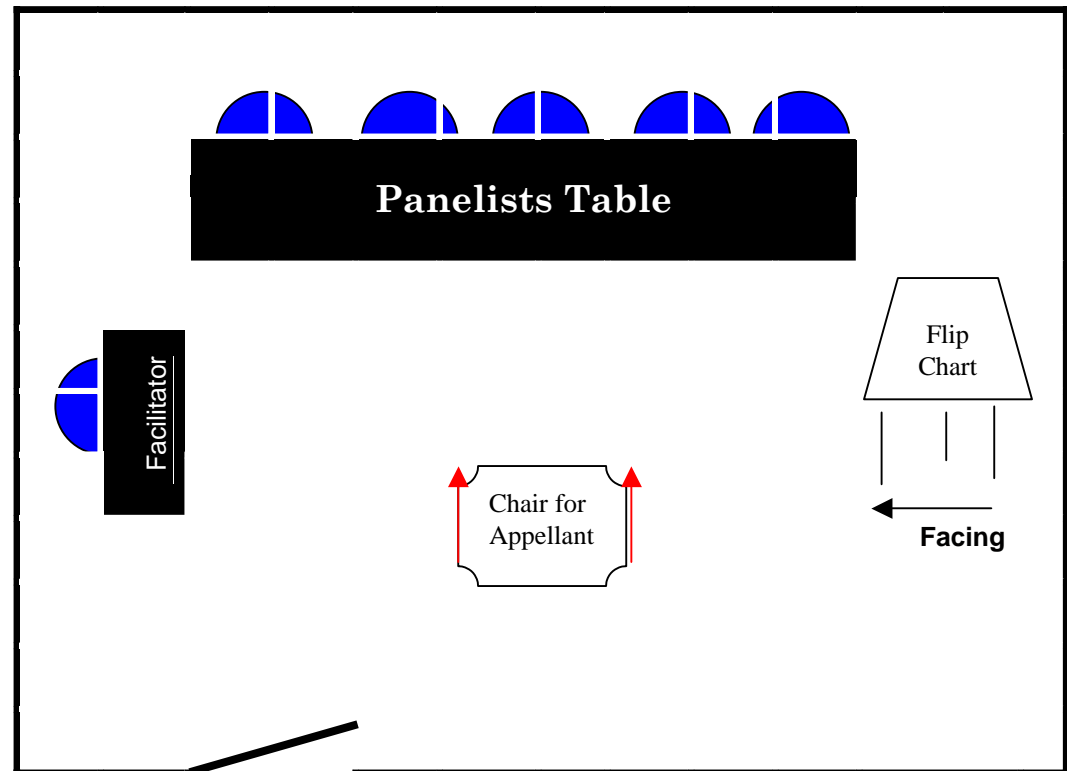 Panelists Table
Flip
Chart
Facilitator
Chair for
Appellant
Facing